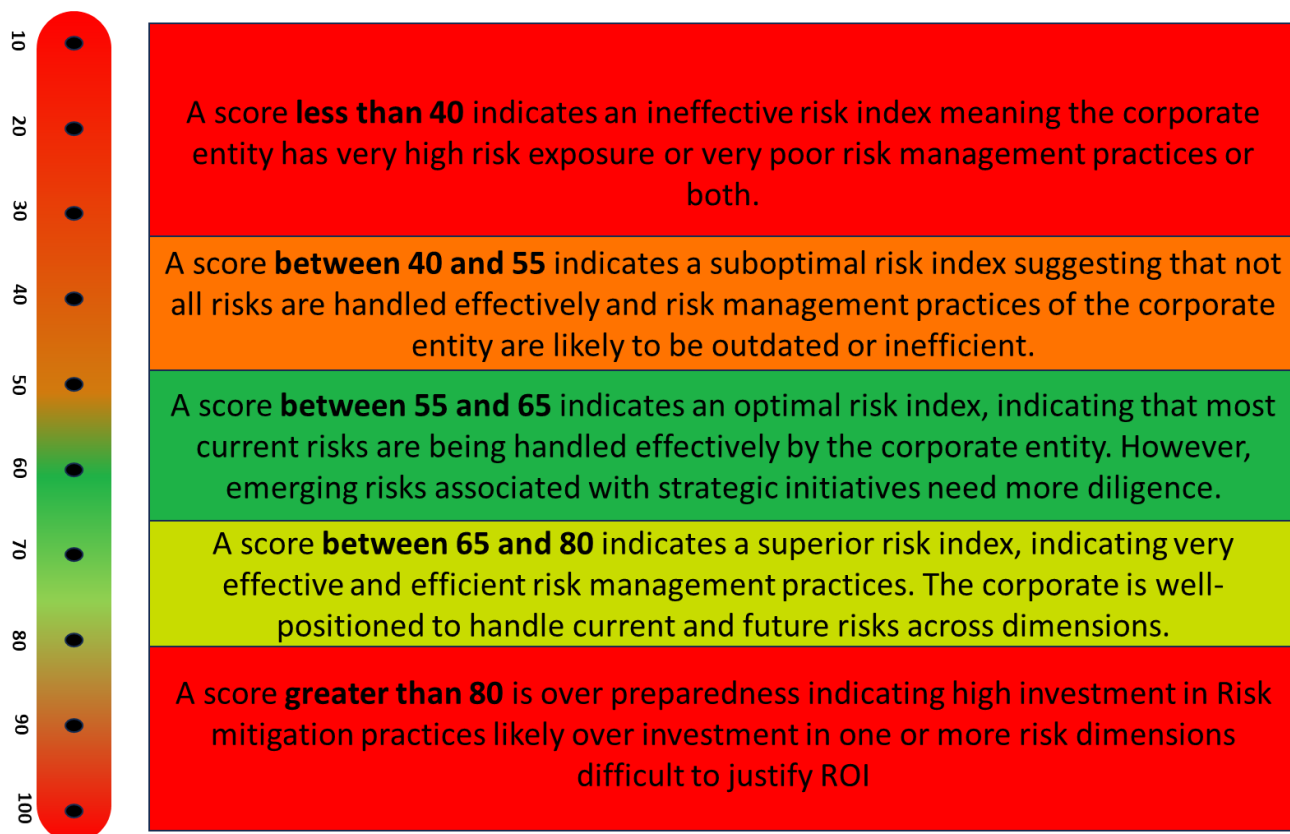 10
20
30
40
50
60
70
80
90
100
A score less than 40 indicates an ineffective risk index meaning the corporate
entity has very high risk exposure or very poor risk management practices or
both.
A score between 40 and 55 indicates a suboptimal risk index suggesting that not
all risks are handled effectively and risk management practices of the corporate
entity are likely to be outdated or inefficient.
A score between 55 and 65 indicates an optimal risk index, indicating that most
current risks are being handled effectively by the corporate entity. However,
emerging risks associated with strategic initiatives need more diligence.
A score between 65 and 80 indicates a superior risk index, indicating very
effective and efficient risk management practices. The corporate is well-
positioned to handle current and future risks across dimensions.
A score greater than 80 is over preparedness indicating high investment in Risk
mitigation practices likely over investment in one or more risk dimensions
difficult to justify ROI